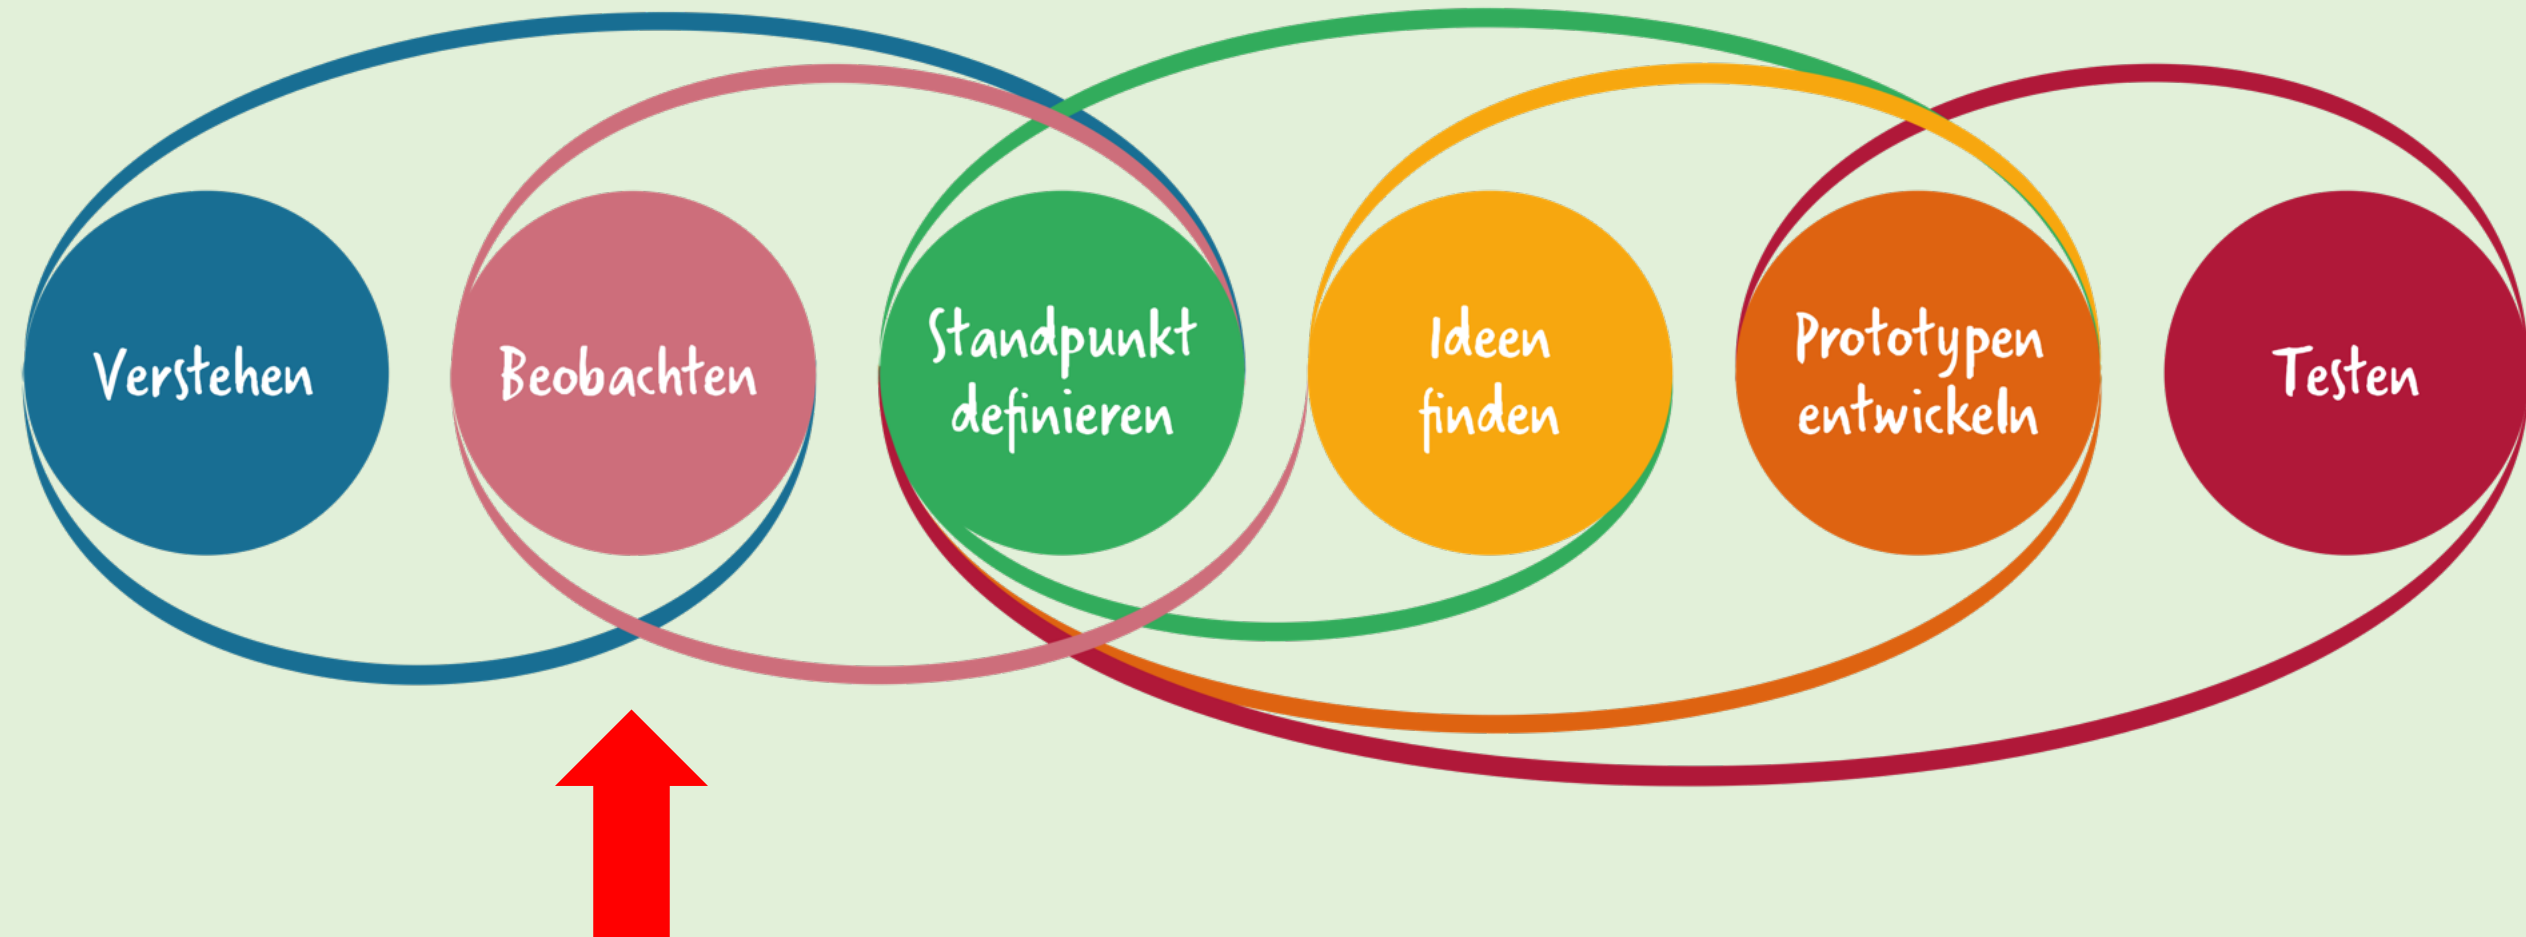 Verstehen
Beobachten
Standpunkt
definieren
Ideen
finden
Prototypen
entwickeln
Testen